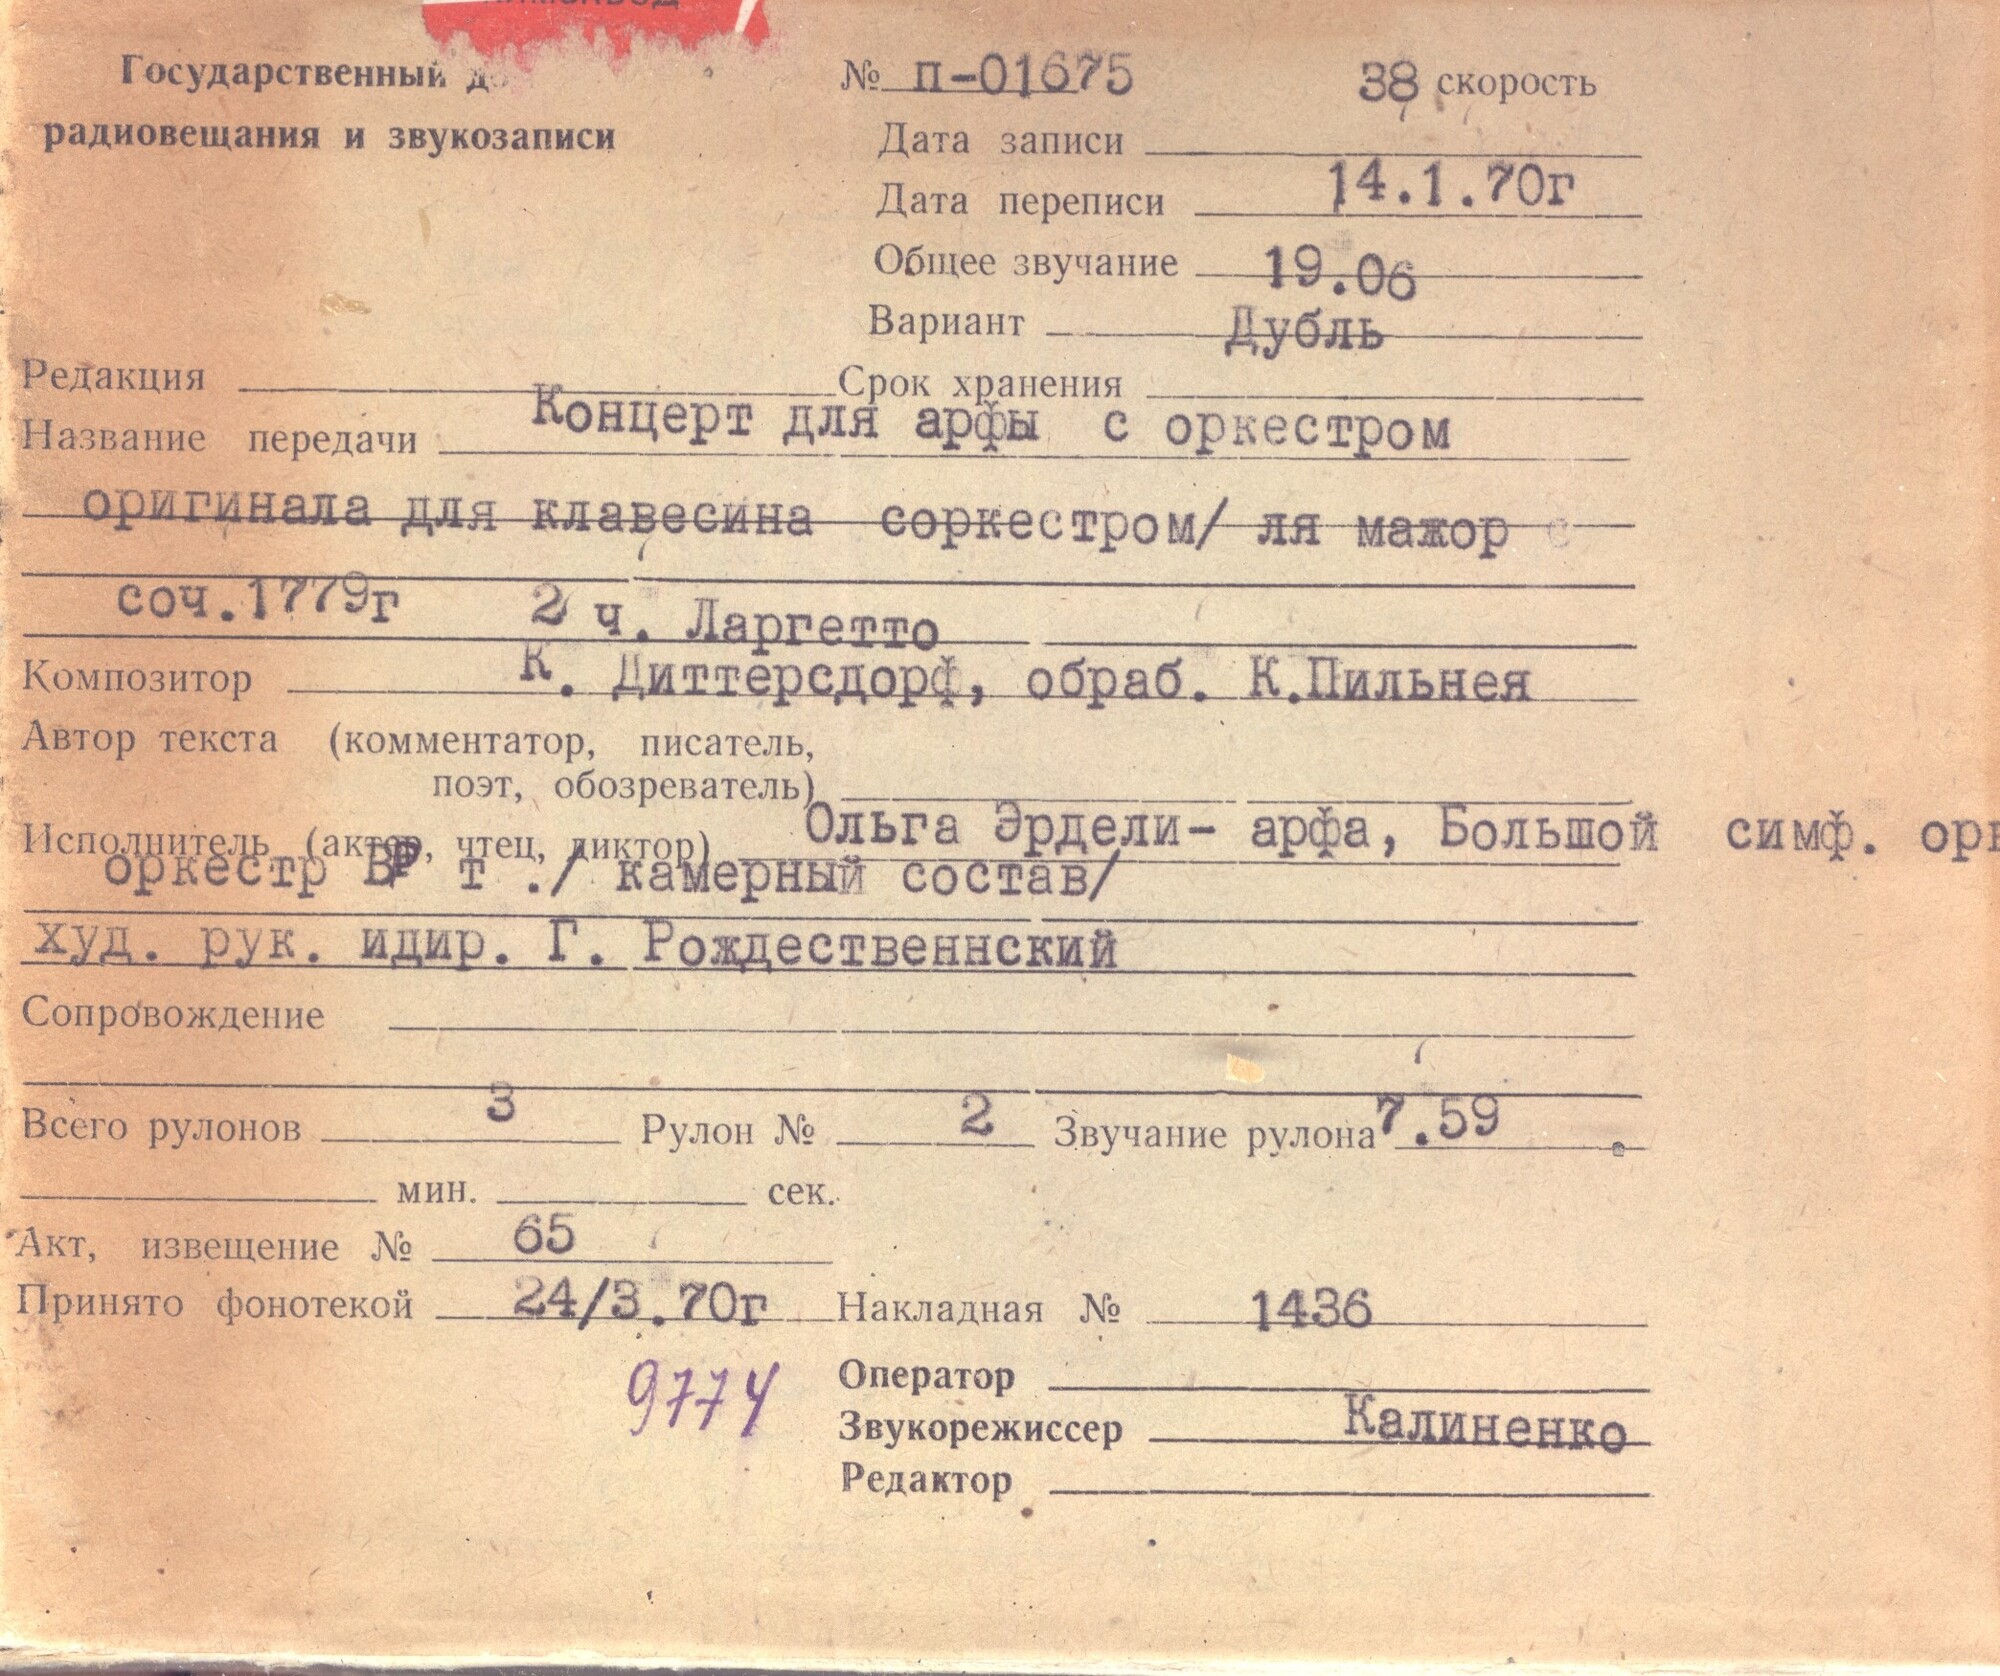 Государственный
№ п-01675 38 скорость
радиовещания и звукозаписи
Дата записи
Дата переписи 14.1.70г
Общее звучание 19.06
Вариант Дубль
Редакция Срок хранения
Название передачи Концерт для арфы с оркестром
оригинала для клавесина соркестром/ ля мажор с
соч.1779г 2 ч. Ларгетто
Композитор К. Диттерсдорф, обраб. К.Пильнея
Автор текста (комментатор, писатель,
поэт, обозреватель)
Исполнитель (актор, чтец, диктор) Ольга Эрдели- арфа, Большой симф. орк
оркестр т ./ камерный состав/
худ. рук. идир. Г. Рождественнский
Сопровождение
Всего рулонов 3 Рулон № 2 Звучание рулона 7.59
мин. сек.
Акт, извещение № 65
Принято фонотекой 24/3.70г Накладная № 1436
9774
Оператор
Звукорежиссер Калиненко
Редактор